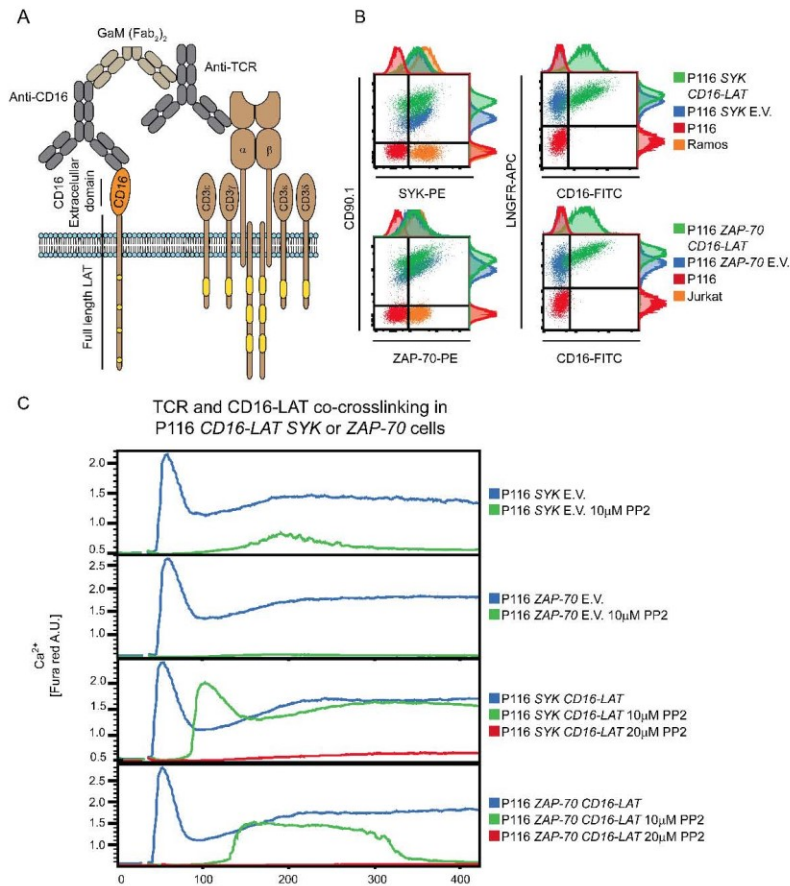 A
GaM (Fab2)2
Anti-TCR
Anti-CD16
CD16
Extracellular
domain
CD16
α
β
CD3ε
CD3γ
CD3ε
CD3δ
Full length LAT
B
CD90.1
SYK-PE
LNGFR-APC
CD16-FITC
P116 SYK
CD16-LAT
P116 SYK E.V.
P116
Ramos
ZAP-70-PE
CD16-FITC
P116 ZAP-70
CD16-LAT
P116 ZAP-70 E.V.
P116
Jurkat
C
TCR and CD16-LAT co-crosslinking in
P116 CD16-LAT SYK or ZAP-70 cells
Ca2+
[Fura red A.U.]
2.0
1.5
1.0
0.5
P116 SYK E.V.
P116 SYK E.V. 10µM PP2
2.5
2.0
1.5
1.0
P116 ZAP-70 E.V.
P116 ZAP-70 E.V. 10µM PP2
2.0
1.5
1.0
0.5
P116 SYK CD16-LAT
P116 SYK CD16-LAT 10µM PP2
P116 SYK CD16-LAT 20µM PP2
2.5
2.0
1.5
1.0
P116 ZAP-70 CD16-LAT
P116 ZAP-70 CD16-LAT 10µM PP2
P116 ZAP-70 CD16-LAT 20µM PP2
0
100
200
300
400